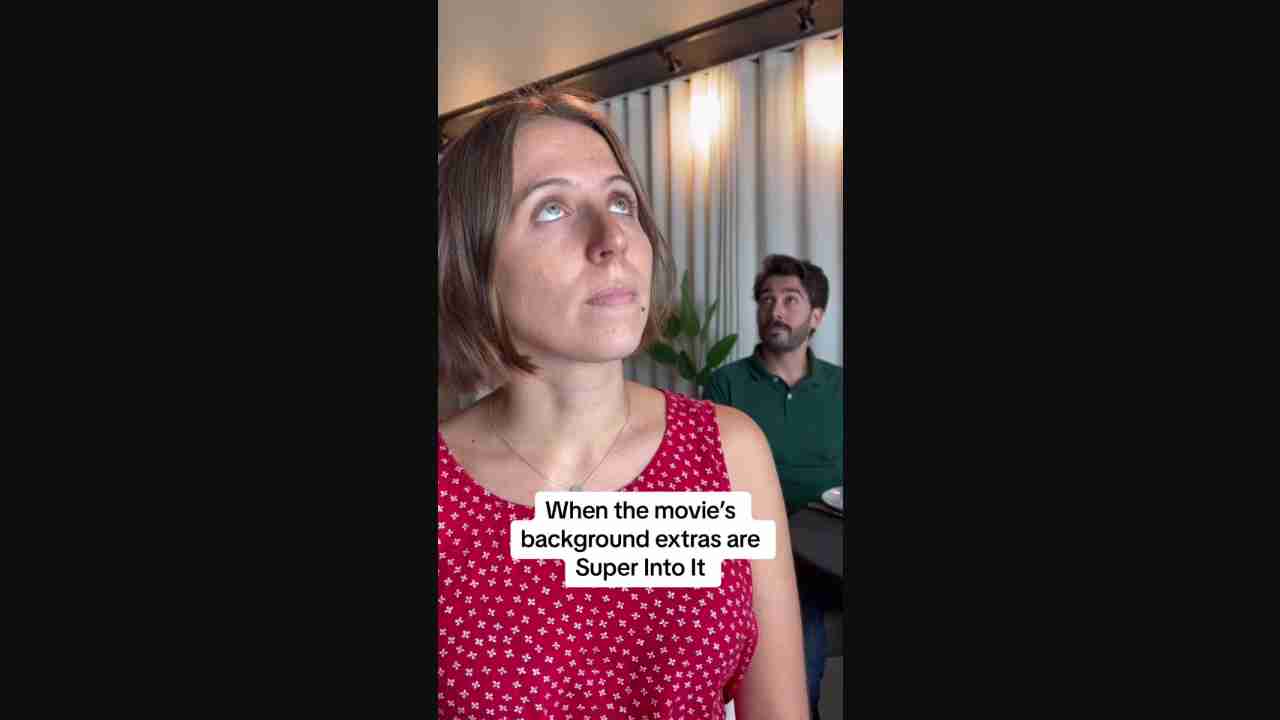 When the movie’s
background extras are
Super Into It